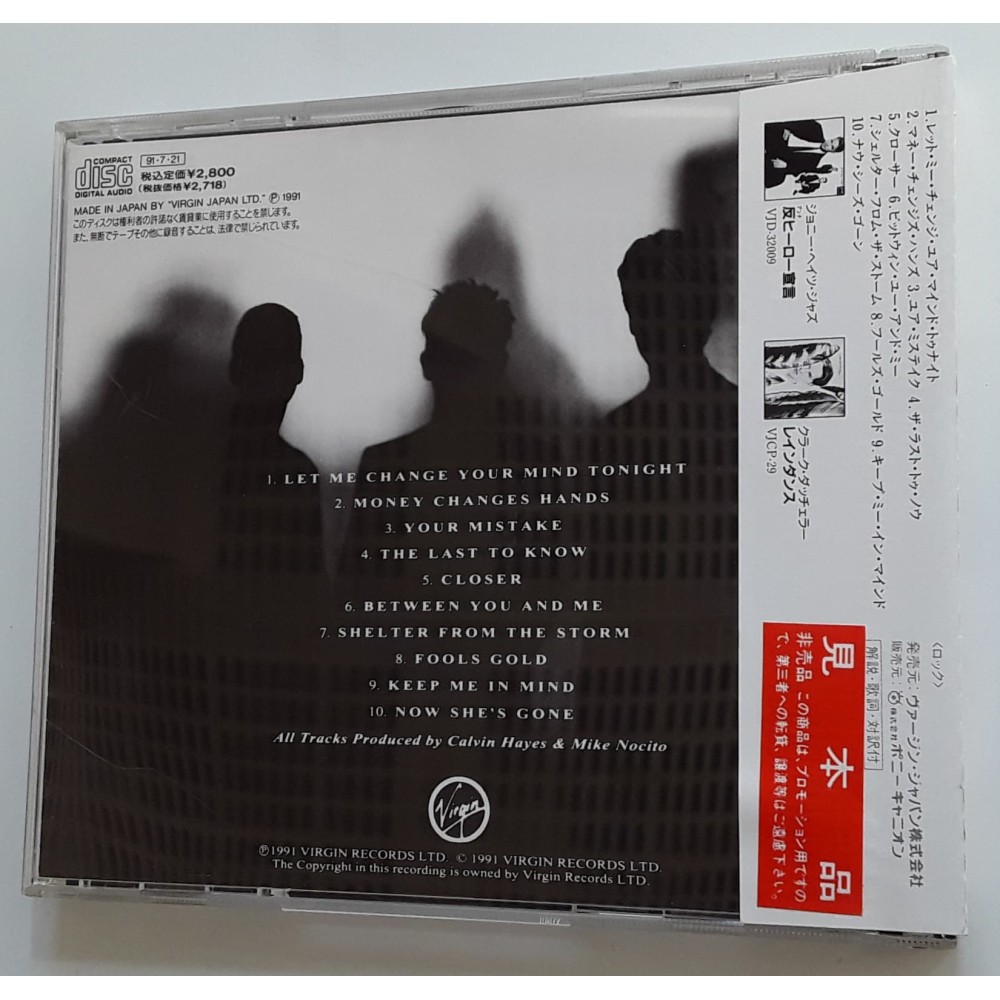 COMPACT
disc
DIGITAL AUDIO
91・7・21
税込定価¥2,800
(税抜価格¥2,718)
MADE IN JAPAN BY "VIRGIN JAPAN LTD." Ⓟ 1991
このディスクは権利者の許諾なく賃貸業に使用することを禁じます。
また、無断でテープその他に録音することは、法律で禁じられています。
1. LET ME CHANGE YOUR MIND TONIGHT
2. MONEY CHANGES HANDS
3. YOUR MISTAKE
4. THE LAST TO KNOW
5. CLOSER
6. BETWEEN YOU AND ME
7. SHELTER FROM THE STORM
8. FOOLS GOLD
9. KEEP ME IN MIND
10. NOW SHE'S GONE
All Tracks Produced by Calvin Hayes & Mike Nocito
Virgin
Ⓟ1991 VIRGIN RECORDS LTD. © 1991 VIRGIN RECORDS LTD.
The Copyright in this recording is owned by Virgin Records LTD.
1.レット・ミー・チェンジ・ユア・マインド・トゥナイト
2.マネー・チェンジズ・ハンズ 3.ユア・ミステイク 4.ザ・ラスト・トゥ・ノウ
5.クローサー 6.ビットウィン・ユー・アンド・ミー
7.シェルター・フロム・ザ・ストーム 8.フールズ・ゴールド 9.キープ・ミー・イン・マインド
10.ナウ・シーズ・ゴーン
ジョニー・ヘイツ・ジャズ
反ヒーロー宣言
VJD-32009
クラーク・ダッチェラー
レインダンス
VJCP-29
〈ロック〉
発売元：ヴァージン・ジャパン株式会社
販売元：株式会社ポニーキャニオン
解説・歌詞・対訳付
見本品
非売品 この商品は、プロモーション用ですの
で、第三者への転貸、譲渡等はご遠慮下さい。